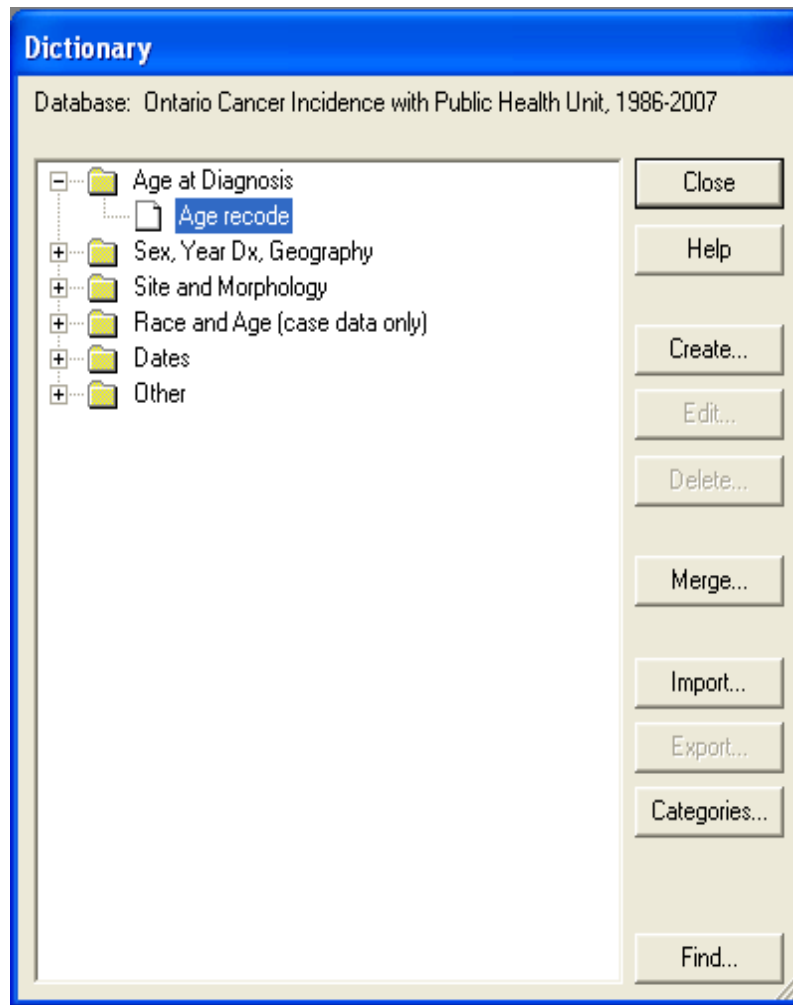 Dictionary
Database: Ontario Cancer Incidence with Public Health Unit, 1986-2007
Age at Diagnosis
Age recode
Sex, Year Dx, Geography
Site and Morphology
Race and Age (case data only)
Dates
Other
Close
Help
Create...
Edit...
Delete...
Merge...
Import...
Export...
Categories...
Find...